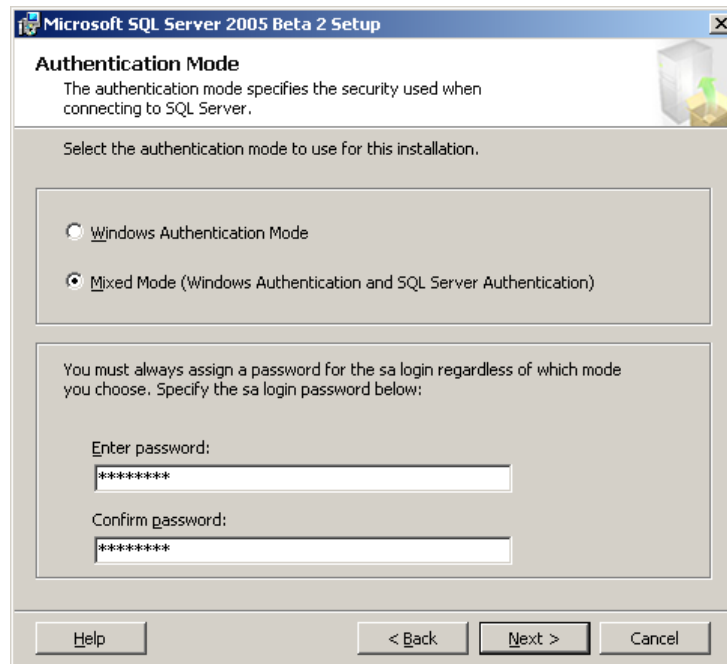 Microsoft SQL Server 2005 Beta 2 Setup
Authentication Mode
The authentication mode specifies the security used when
connecting to SQL Server.
Select the authentication mode to use for this installation.
Windows Authentication Mode
Mixed Mode (Windows Authentication and SQL Server Authentication)
You must always assign a password for the sa login regardless of which mode
you choose. Specify the sa login password below:
Enter password:
********
Confirm password:
********
Help
< Back
Next >
Cancel